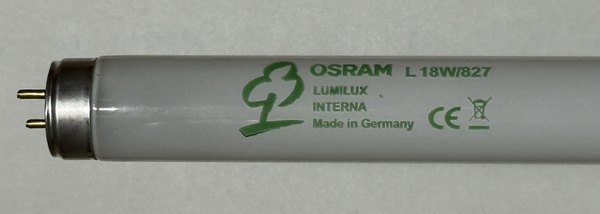 OSRAM L 18W/827
LUMILUX
INTERNA
Made in Germany CE